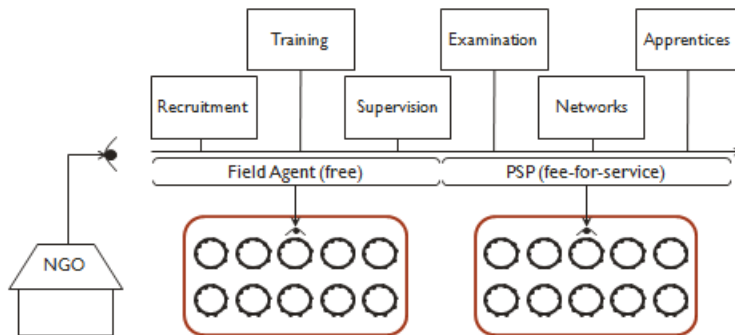 Training
Examination
Apprentices
Recruitment
Supervision
Networks
Field Agent (free)
PSP (fee-for-service)
NGO